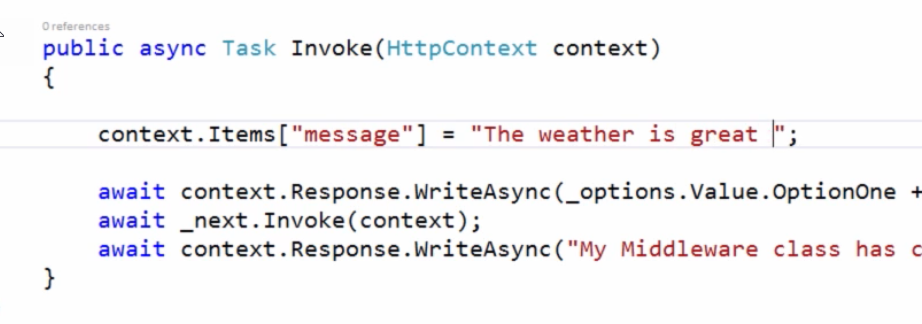 0 references
public async Task Invoke(HttpContext context)
{
context.Items["message"] = "The weather is great ";
await context.Response.WriteAsync(_options.Value.OptionOne +
await _next.Invoke(context);
await context.Response.WriteAsync("My Middleware class has c
}